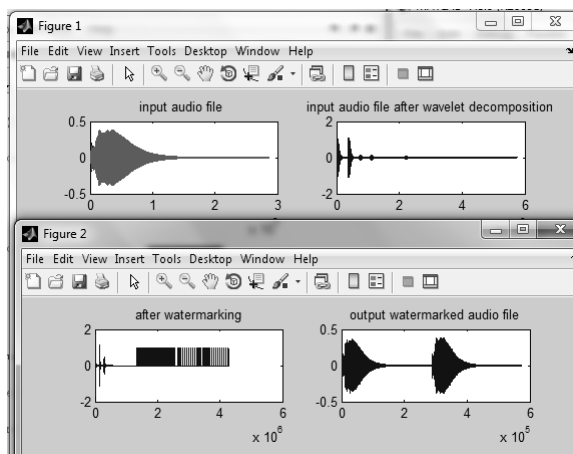 Figure 1
File Edit View Insert Tools Desktop Window Help
input audio file
input audio file after wavelet decomposition
0.5
0
-0.5
0 1 2 3
2
0
-2
0 2 4 6
Figure 2
File Edit View Insert Tools Desktop Window Help
after watermarking
output watermarked audio file
2
0
-2
0 2 4 6
x 10^6
0.5
0
-0.5
0 2 4 6
x 10^5